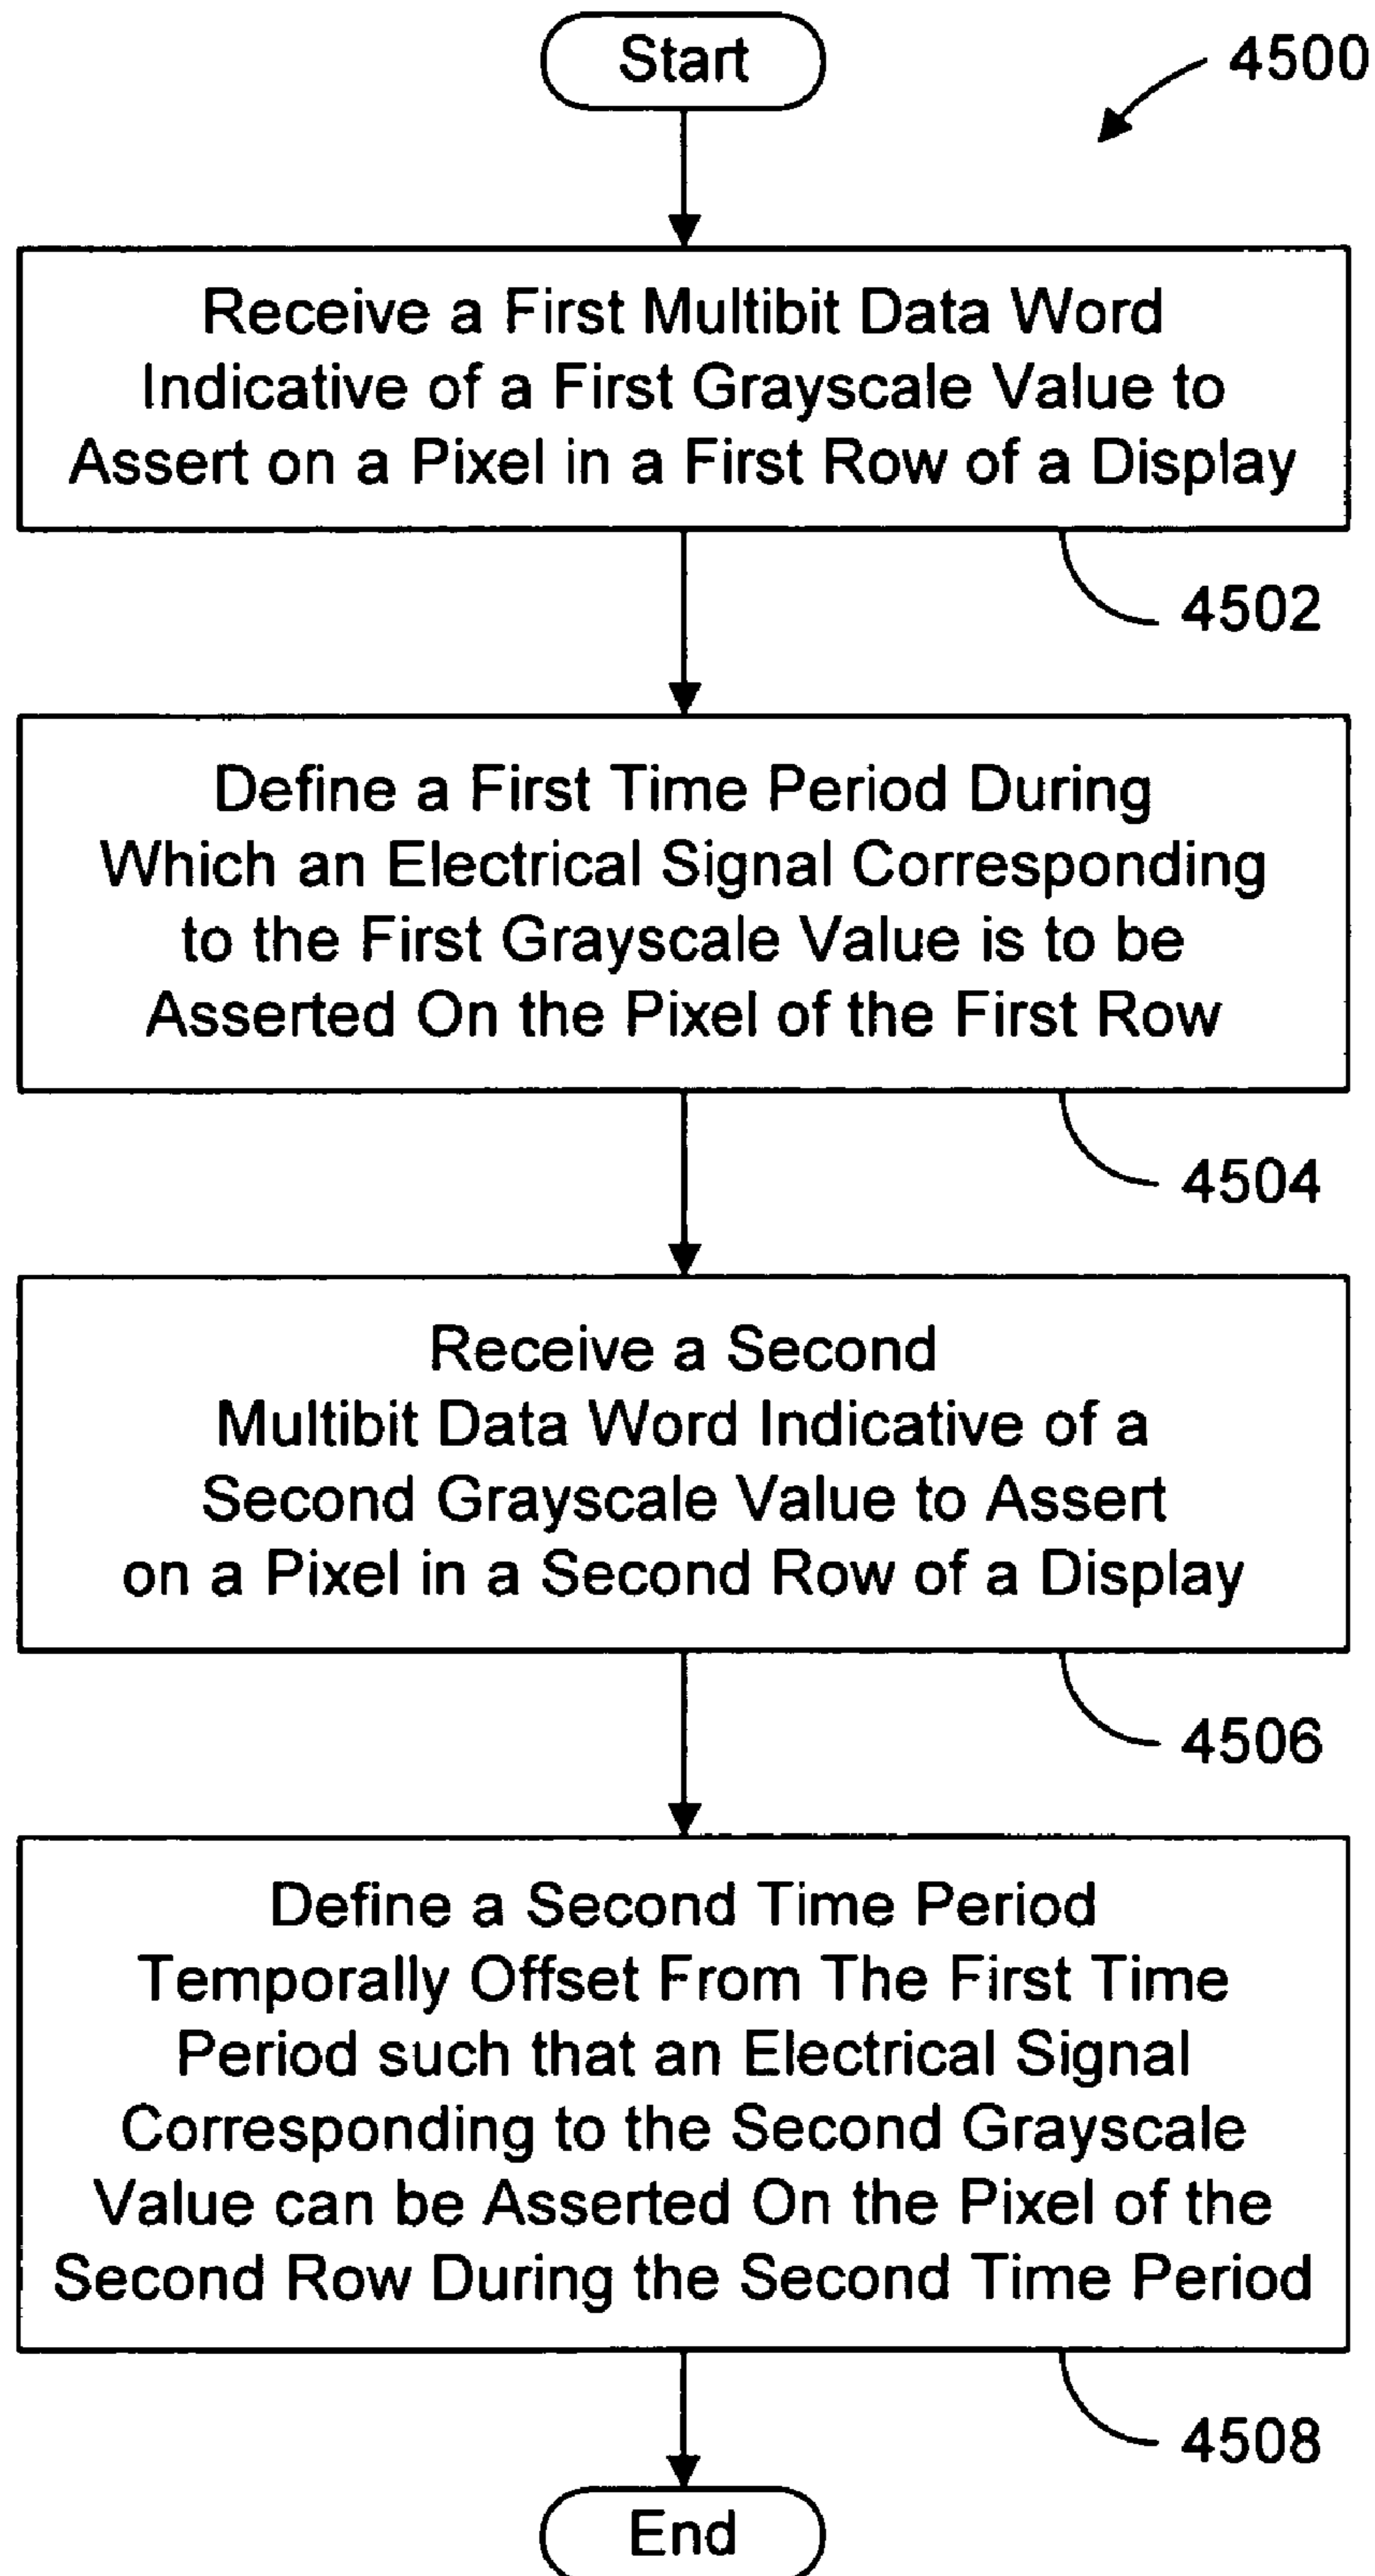 Start
4500
Receive a First Multibit Data Word
Indicative of a First Grayscale Value to
Assert on a Pixel in a First Row of a Display
4502
Define a First Time Period During
Which an Electrical Signal Corresponding
to the First Grayscale Value is to be
Asserted On the Pixel of the First Row
4504
Receive a Second
Multibit Data Word Indicative of a
Second Grayscale Value to Assert
on a Pixel in a Second Row of a Display
4506
Define a Second Time Period
Temporally Offset From The First Time
Period such that an Electrical Signal
Corresponding to the Second Grayscale
Value can be Asserted On the Pixel of the
Second Row During the Second Time Period
4508
End